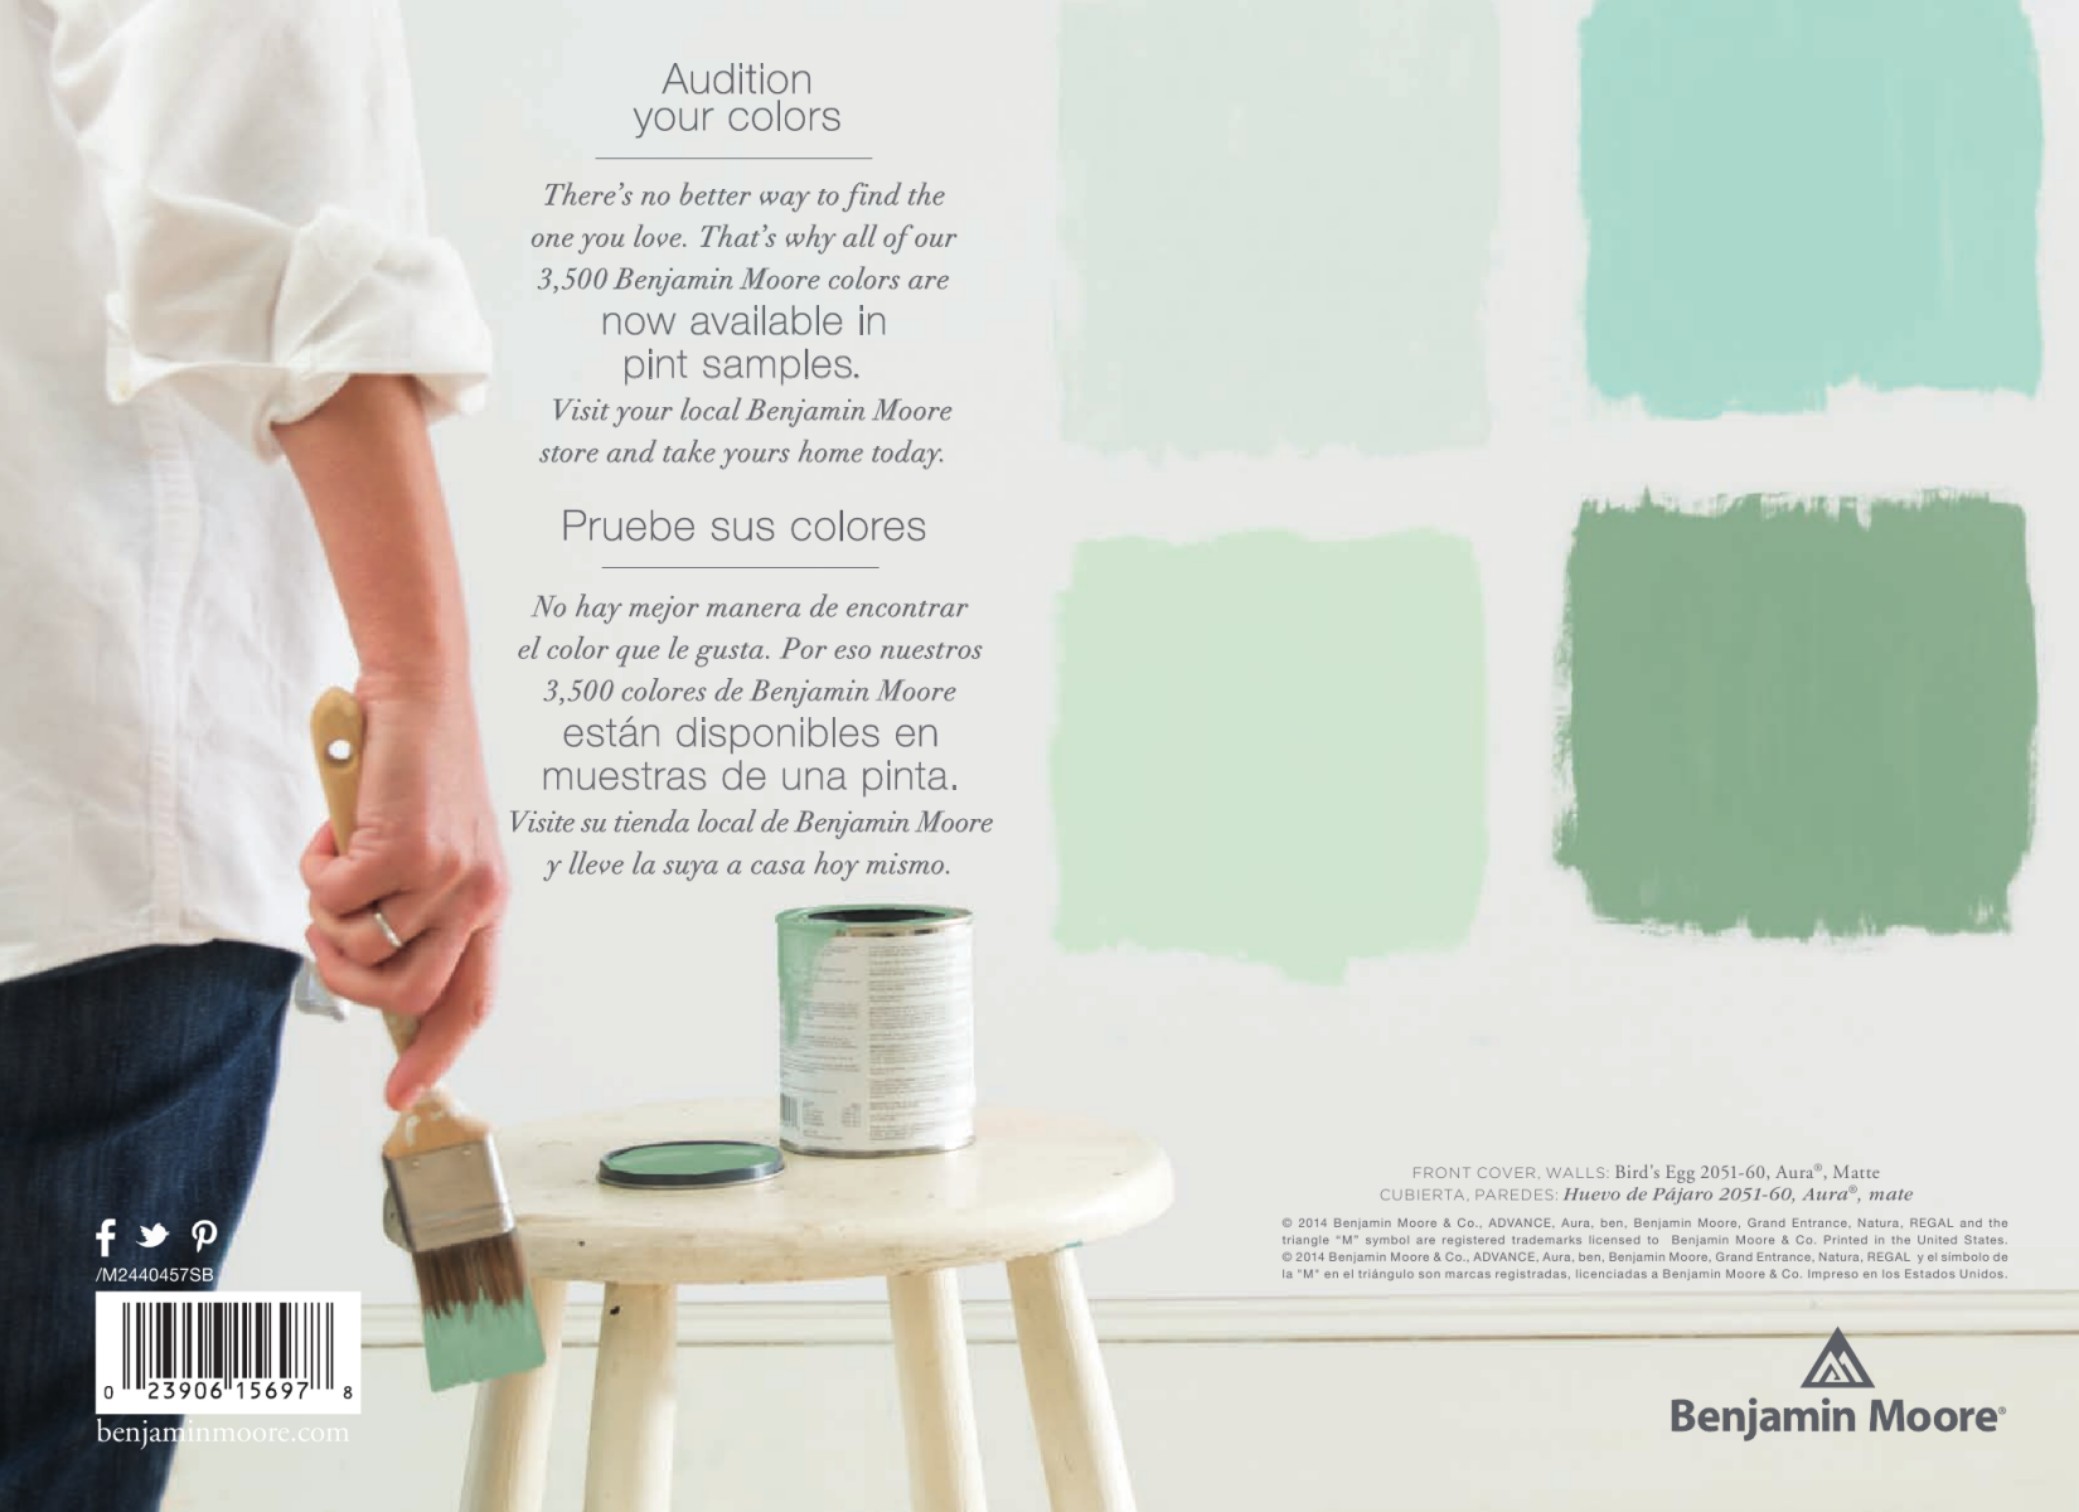 Audition
your colors
There's no better way to find the
one you love. That's why all of our
3,500 Benjamin Moore colors are
now available in
pint samples.
Visit your local Benjamin Moore
store and take yours home today.
Pruebe sus colores
No hay mejor manera de encontrar
el color que le gusta. Por eso nuestros
3,500 colores de Benjamin Moore
están disponibles en
muestras de una pinta.
Visite su tienda local de Benjamin Moore
y lleve la suya a casa hoy mismo.
FRONT COVER, WALLS: Bird's Egg 2051-60, Aura®, Matte
CUBIERTA, PAREDES: Huevo de Pájaro 2051-60, Aura®, mate
© 2014 Benjamin Moore & Co., ADVANCE, Aura, ben, Benjamin Moore, Grand Entrance, Natura, REGAL and the
triangle "M" symbol are registered trademarks licensed to Benjamin Moore & Co. Printed in the United States.
© 2014 Benjamin Moore & Co., ADVANCE, Aura, ben, Benjamin Moore, Grand Entrance, Natura, REGAL y el símbolo de
la "M" en el triángulo son marcas registradas, licenciadas a Benjamin Moore & Co. Impreso en los Estados Unidos.
/M2440457SB
0 23906 15697 8
benjaminmoore.com
Benjamin Moore®